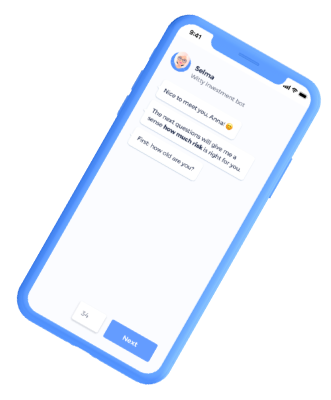 9:41
Selma
Witty investment bot
Nice to meet you, Anna! 😊
The next questions will give me a
sense how much risk is right for you.
First: how old are you?
54
Next